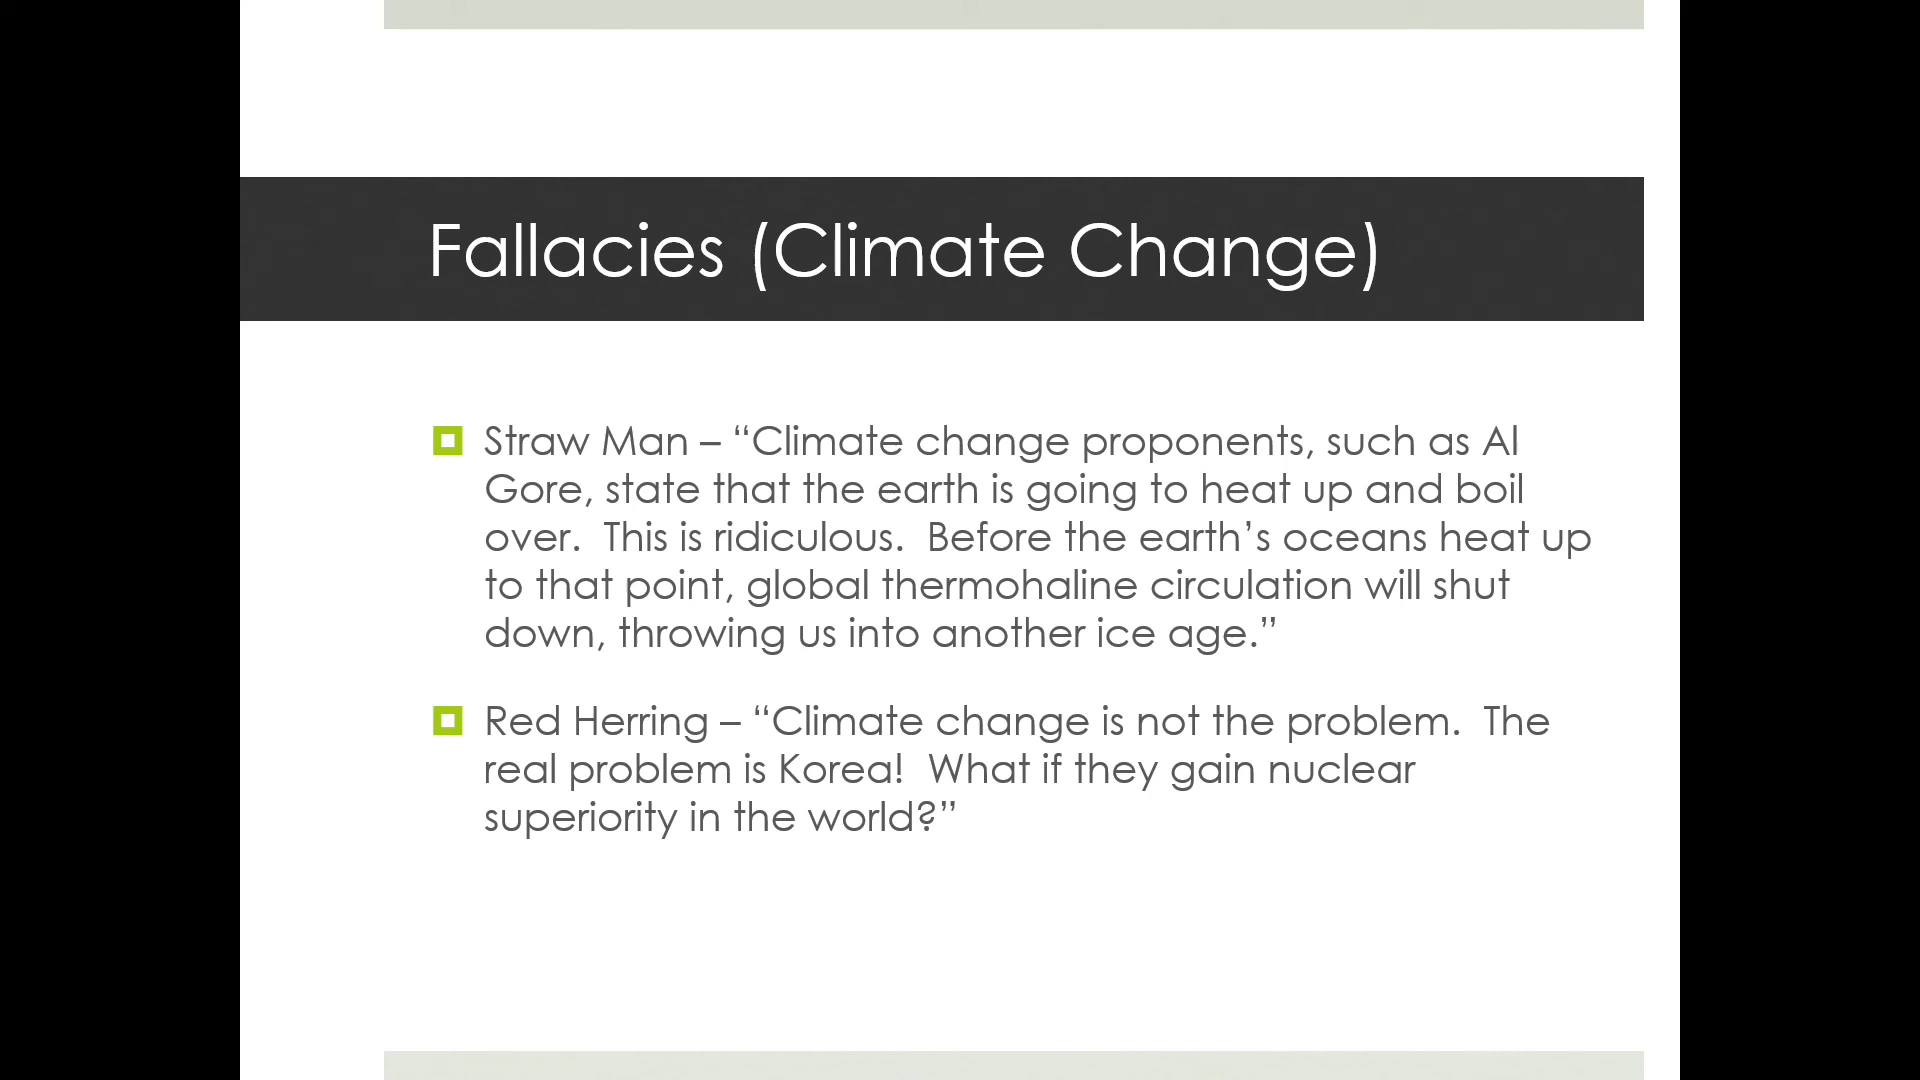 Fallacies (Climate Change)
Straw Man – “Climate change proponents, such as Al
Gore, state that the earth is going to heat up and boil
over.  This is ridiculous.  Before the earth’s oceans heat up
to that point, global thermohaline circulation will shut
down, throwing us into another ice age.”
Red Herring – “Climate change is not the problem.  The
real problem is Korea!  What if they gain nuclear
superiority in the world?”